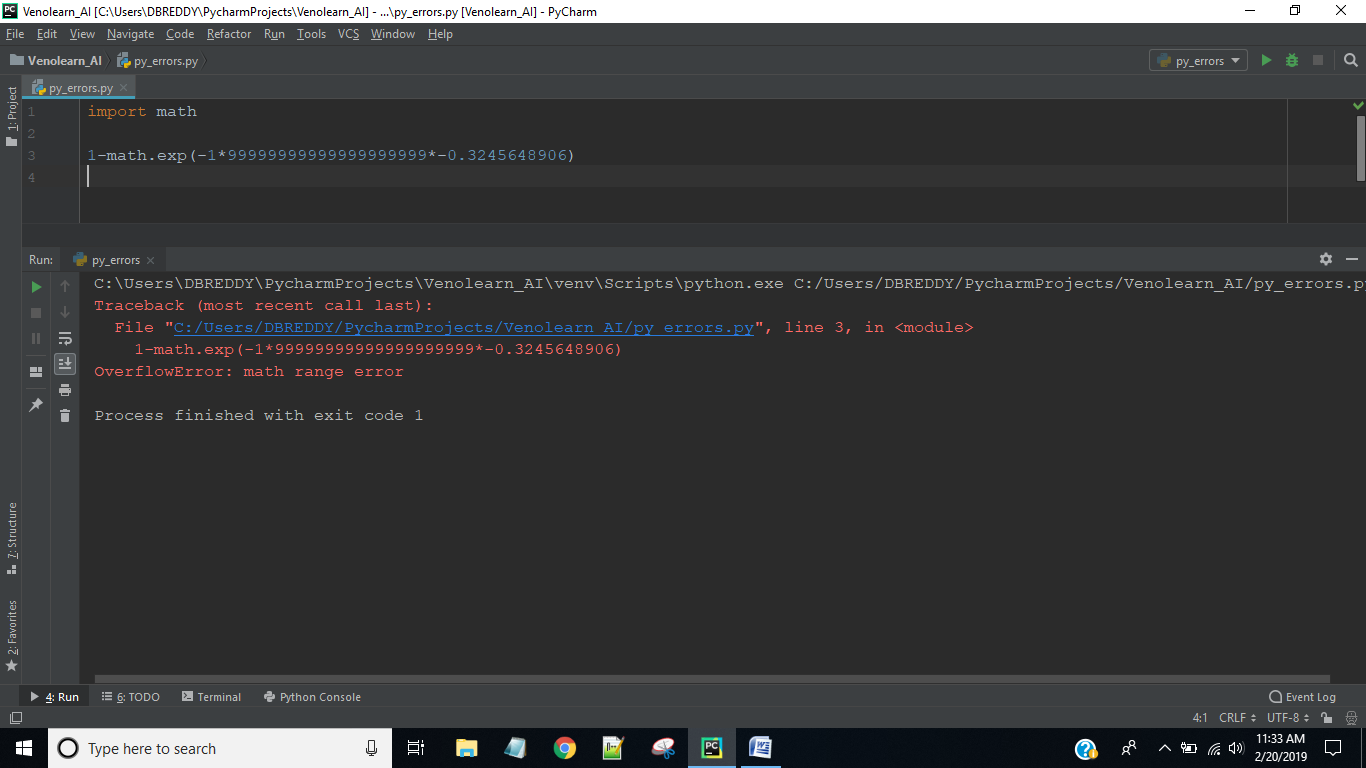 Venolearn_AI [C:\Users\DBREDDY\PycharmProjects\Venolearn_AI] - ...\py_errors.py [Venolearn_AI] - PyCharm
File Edit View Navigate Code Refactor Run Tools VCS Window Help
Venolearn_AI py_errors.py py_errors
1: Project
py_errors.py
1 import math
2
3 1-math.exp(-1*99999999999999999999*-0.3245648906)
4
Run: py_errors
C:\Users\DBREDDY\PycharmProjects\Venolearn_AI\venv\Scripts\python.exe C:/Users/DBREDDY/PycharmProjects/Venolearn_AI/py_errors.p
Traceback (most recent call last):
File "C:/Users/DBREDDY/PycharmProjects/Venolearn_AI/py_errors.py", line 3, in <module>
1-math.exp(-1*99999999999999999999*-0.3245648906)
OverflowError: math range error
Process finished with exit code 1
7: Structure
2: Favorites
4: Run 6: TODO Terminal Python Console Event Log
4:1 CRLF UTF-8
Type here to search
PC
11:33 AM
2/20/2019